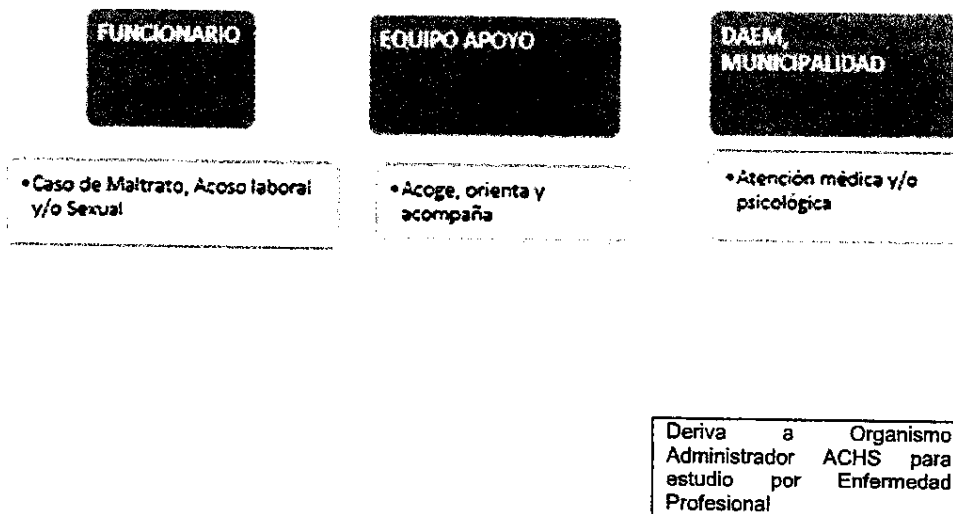 FUNCIONARIO
•Caso de Maltrato, Acoso laboral
y/o Sexual
EQUIPO APOYO
•Acoge, orienta y
acompaña
DAEM,
MUNICIPALIDAD
•Atención médica y/o
psicológica
Deriva a Organismo
Administrador ACHS para
estudio por Enfermedad
Profesional